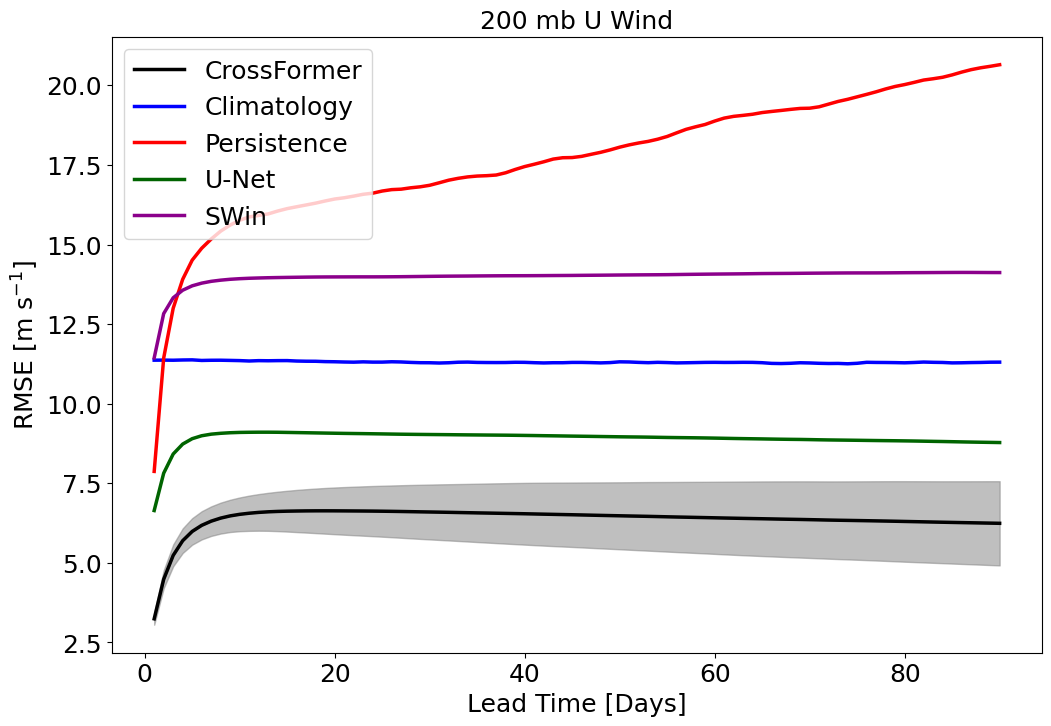 200 mb U Wind
CrossFormer
Climatology
Persistence
U-Net
SWin
RMSE [m s⁻¹]
20.0
17.5
15.0
12.5
10.0
7.5
5.0
2.5
0 20 40 60 80
Lead Time [Days]